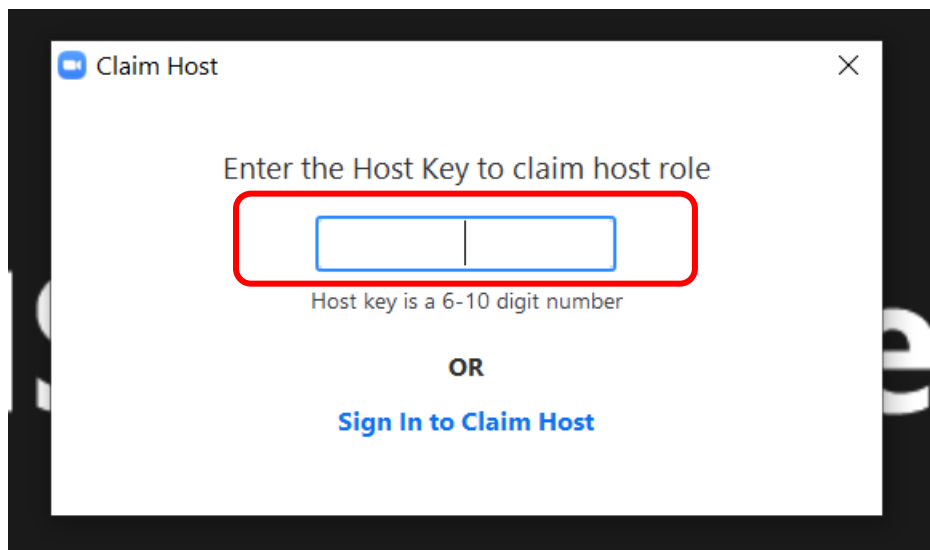 Claim Host
Enter the Host Key to claim host role
Host key is a 6-10 digit number
OR
Sign In to Claim Host